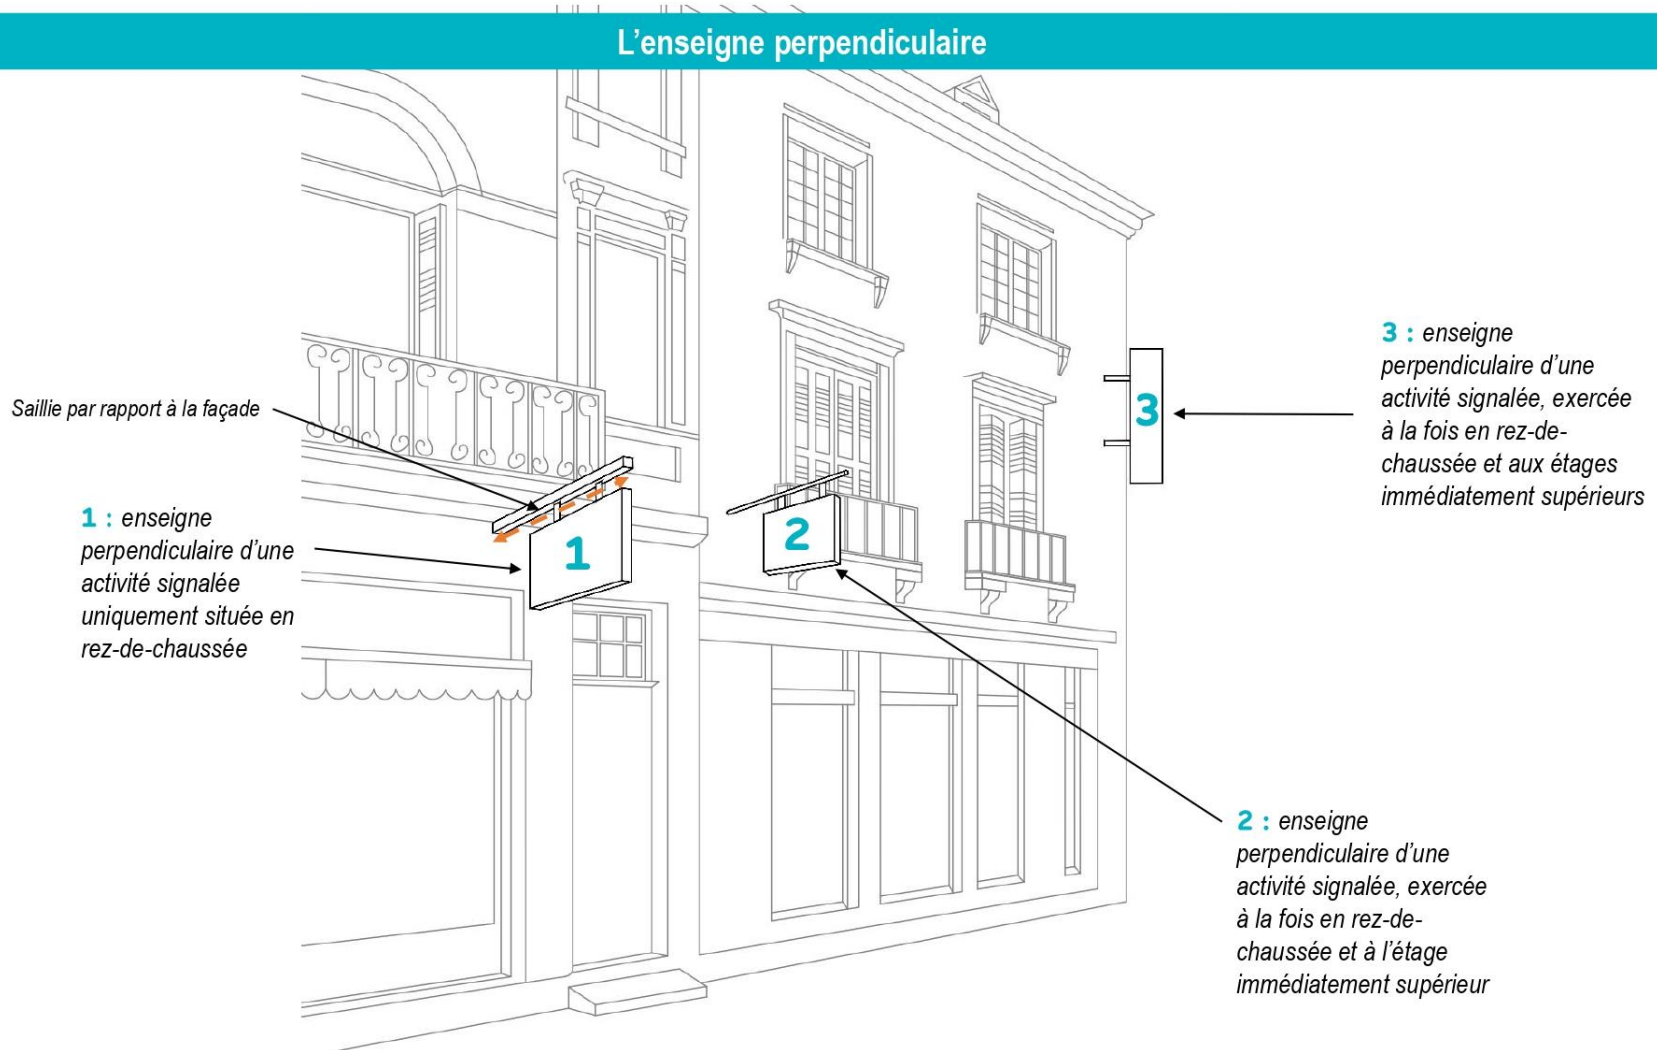 L'enseigne perpendiculaire
Saillie par rapport à la façade
1 : enseigne
perpendiculaire d'une
activité signalée
uniquement située en
rez-de-chaussée
1
2
3
3 : enseigne
perpendiculaire d'une
activité signalée, exercée
à la fois en rez-de-
chaussée et aux étages
immédiatement supérieurs
2 : enseigne
perpendiculaire d'une
activité signalée, exercée
à la fois en rez-de-
chaussée et à l'étage
immédiatement supérieur